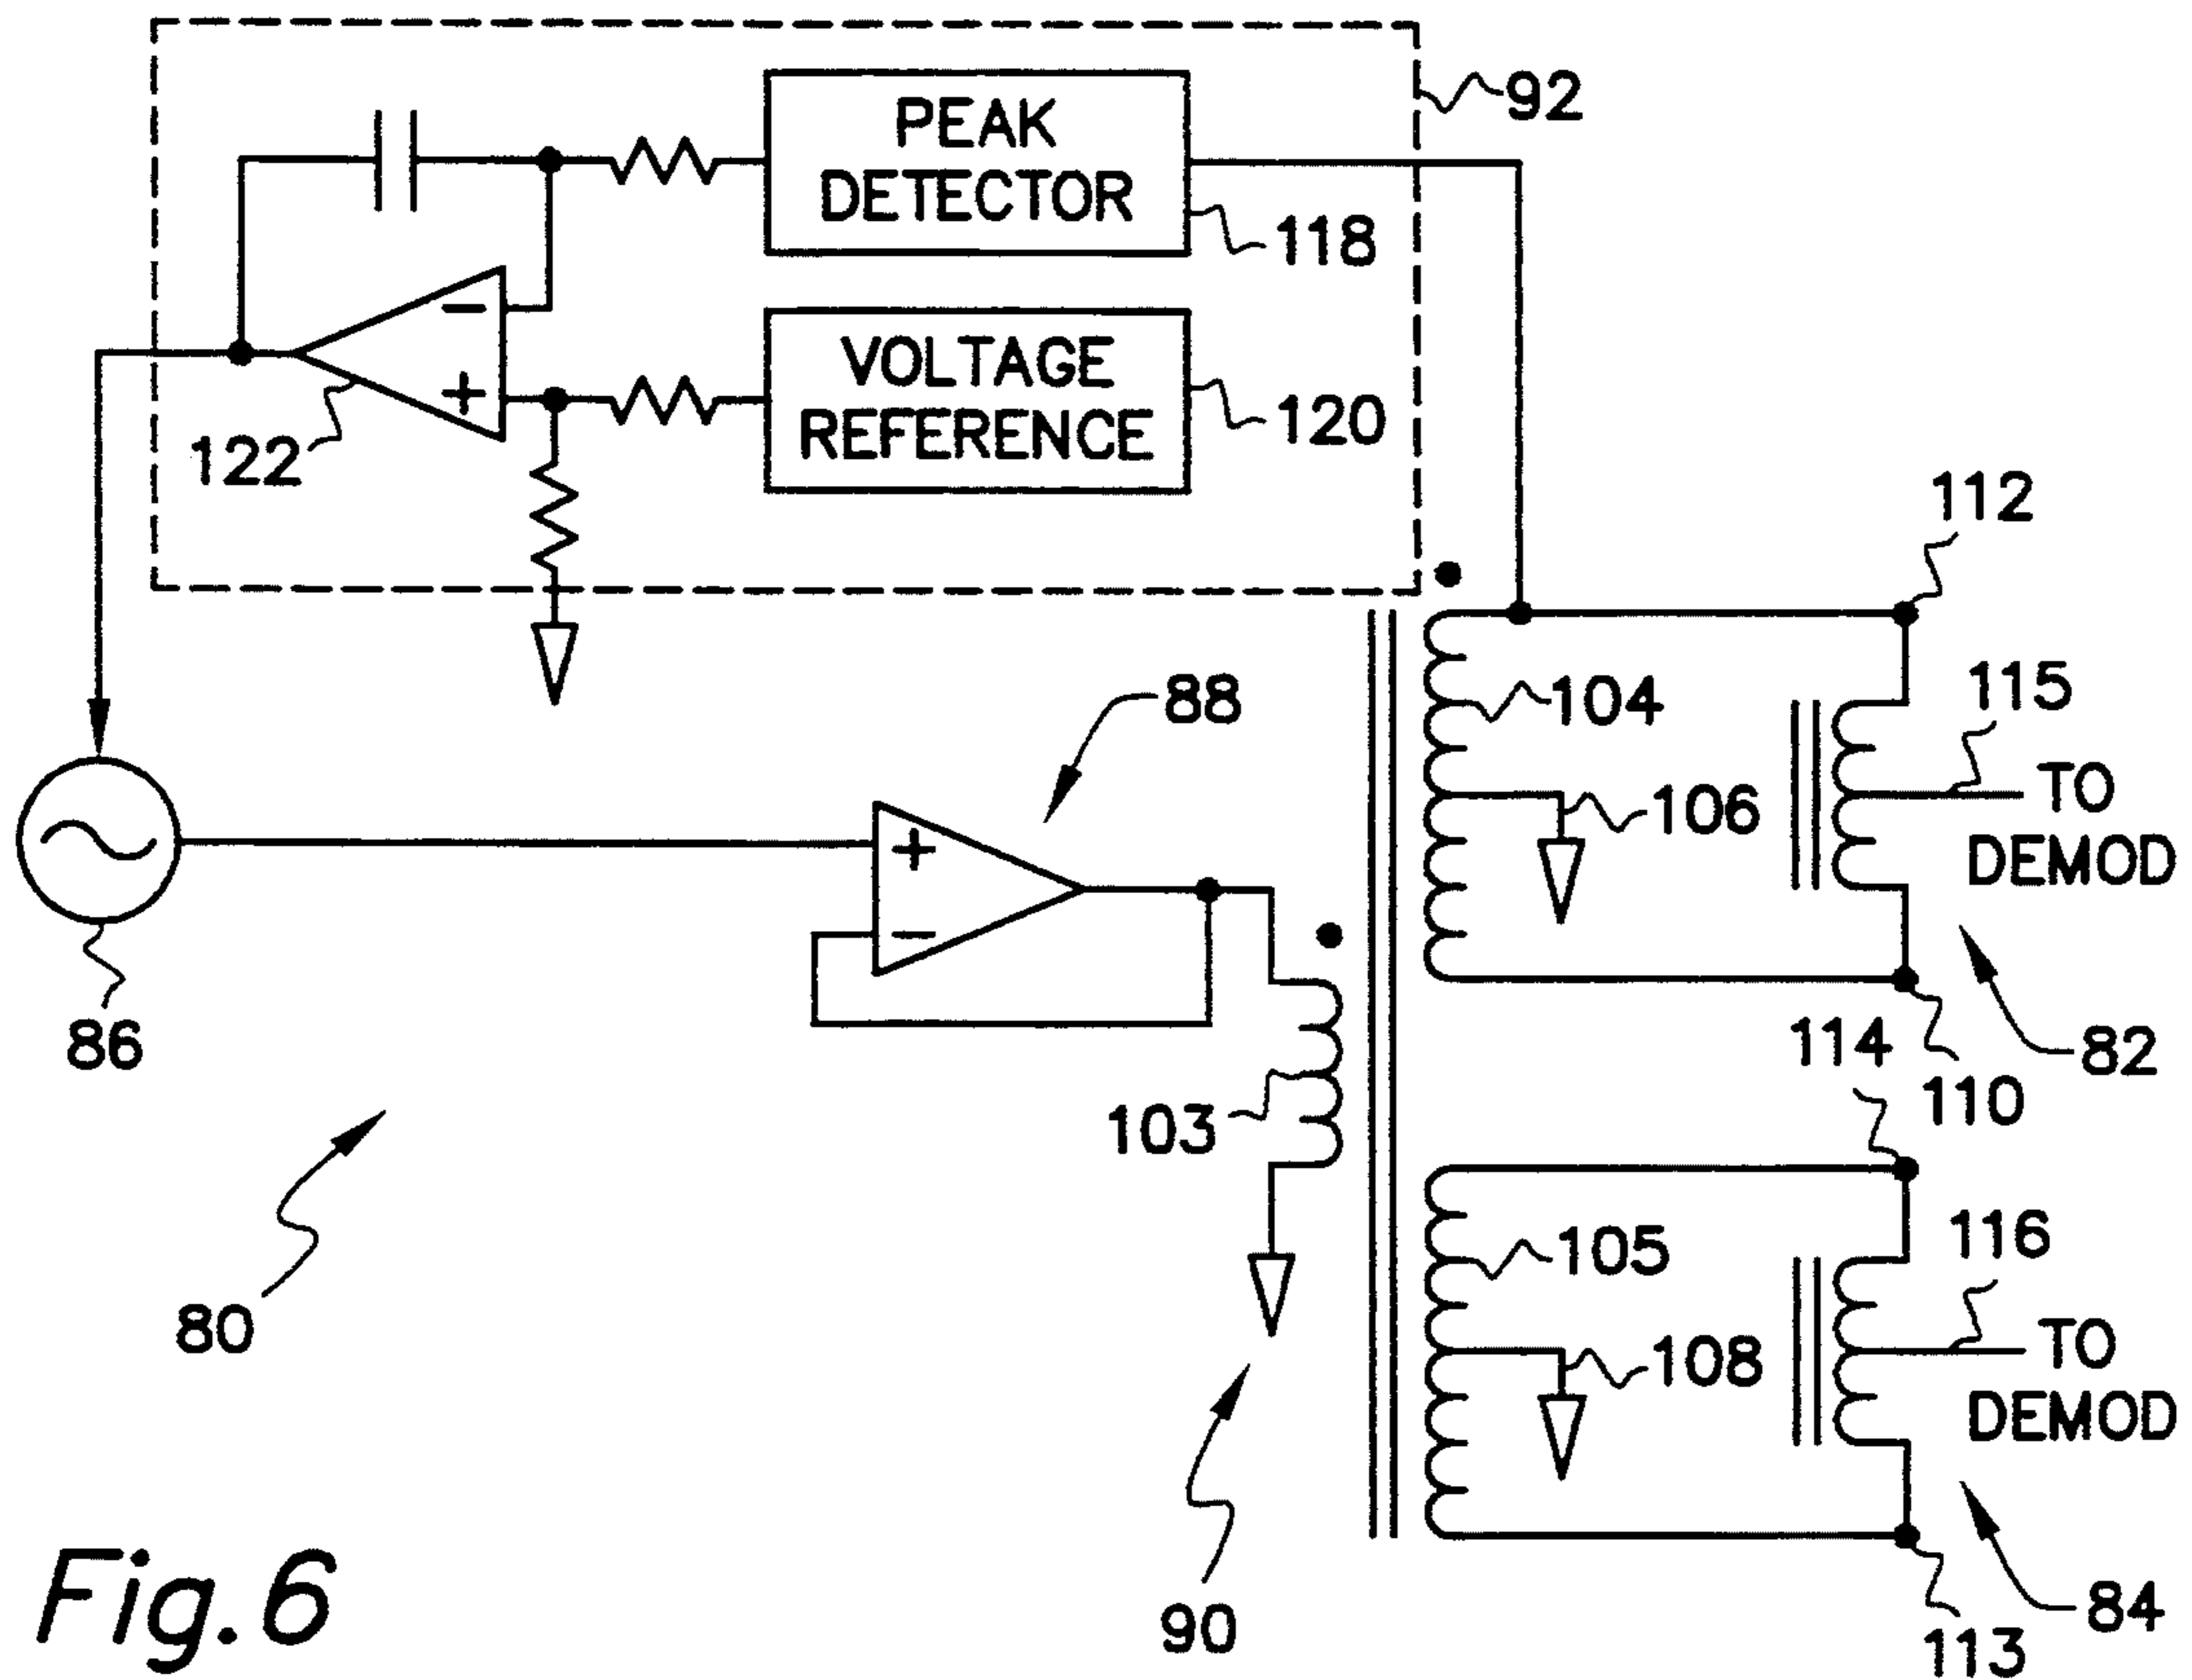 92
PEAK
DETECTOR
118
VOLTAGE
REFERENCE
120
122
−
+
112
88
104
115
106
TO
DEMOD
+
−
86
114
82
110
103
80
105
116
108
TO
DEMOD
90
84
113
Fig.6